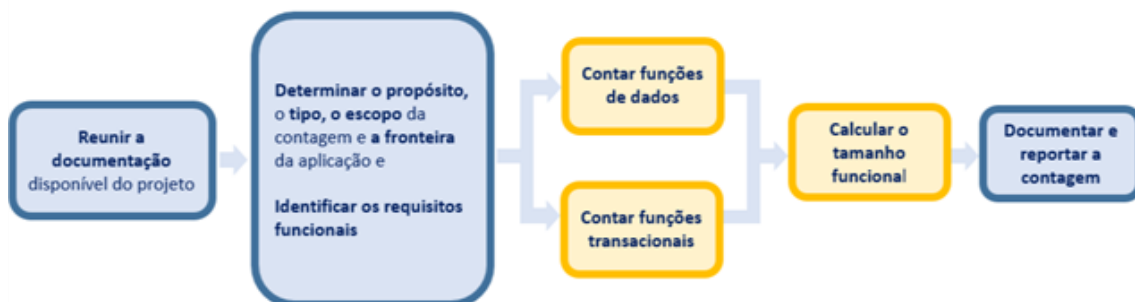 Reunir a
documentação
disponível do projeto
Determinar o propósito,
o tipo, o escopo da
contagem e a fronteira
da aplicação e
Identificar os requisitos
funcionais
Contar funções
de dados
Contar funções
transacionais
Calcular o
tamanho
funcional
Documentar e
reportar a
contagem